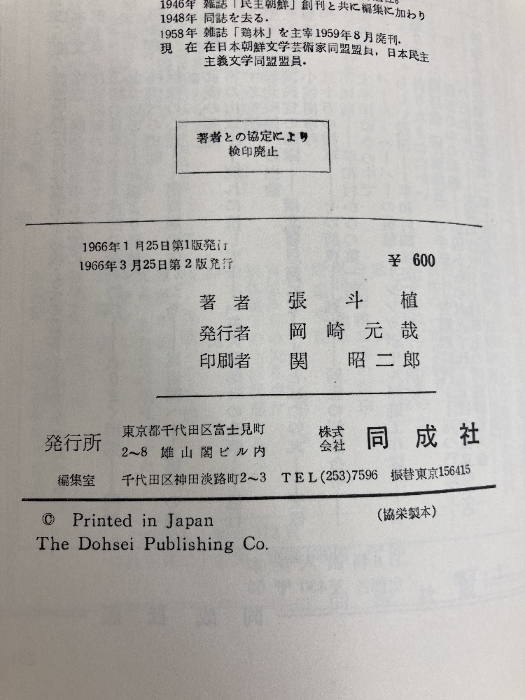 1946年 雑誌「民主朝鮮」創刊と共に編集に加わり
1948年 同誌を去る.
1958年 雑誌「鶏林」を主宰1959年8月廃刊.
現 在 在日本朝鮮文学芸術家同盟盟員, 日本民主
主義文学同盟盟員.
著者との協定により
検印廃止
1966年1月25日第1版発行
1966年3月25日第2版発行
¥ 600
著者 張斗植
発行者 岡崎元哉
印刷者 関昭二郎
発行所 東京都千代田区富士見町
2~8 雄山閣ビル内
株式会社 同成社
編集室 千代田区神田淡路町2~3 TEL(253)7596 振替東京156415
© Printed in Japan
(協栄製本)
The Dohsei Publishing Co.